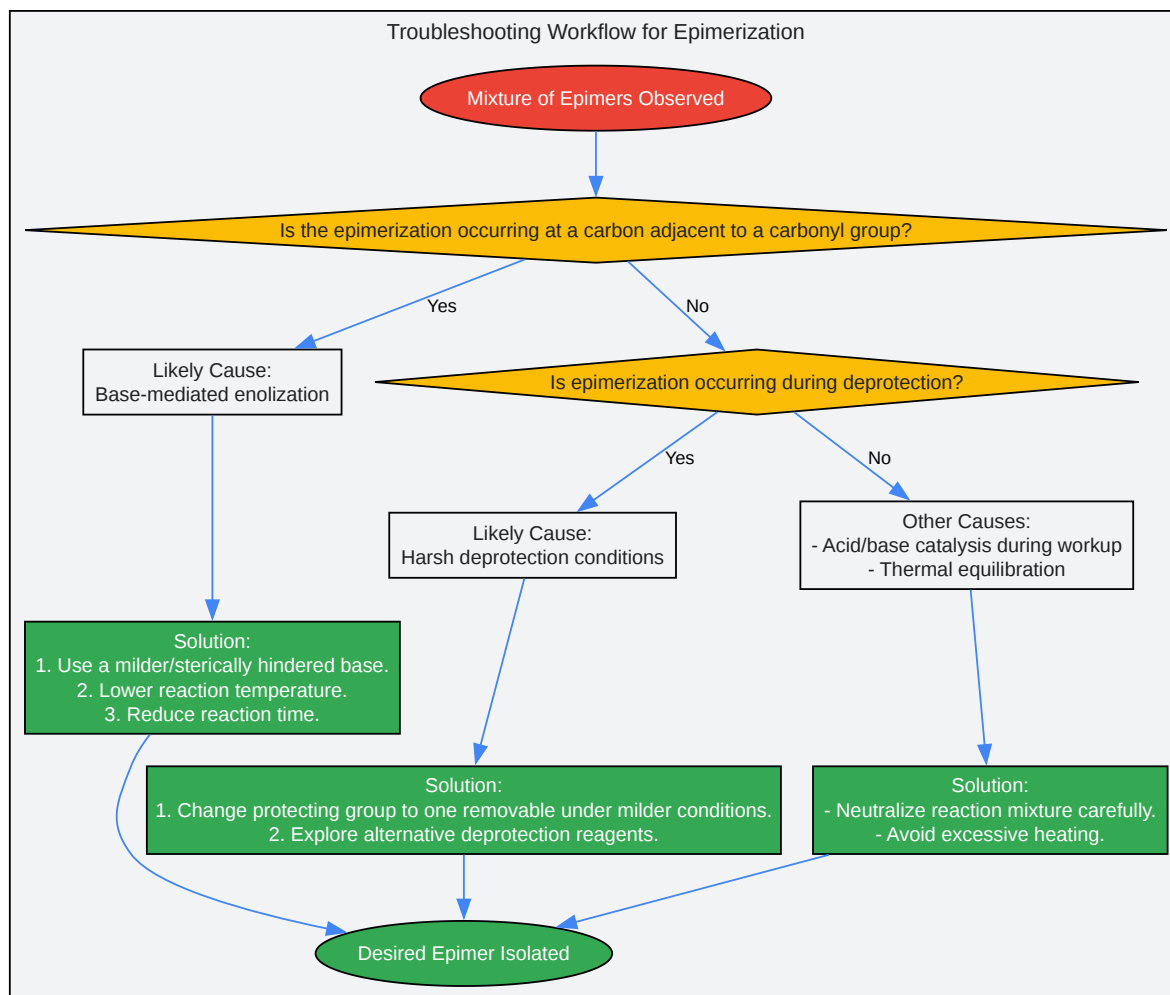 Troubleshooting Workflow for Epimerization
Mixture of Epimers Observed
Is the epimerization occurring at a carbon adjacent to a carbonyl group?
Yes
No
Likely Cause:
Base-mediated enolization
Is epimerization occurring during deprotection?
Yes
No
Likely Cause:
Harsh deprotection conditions
Other Causes:
- Acid/base catalysis during workup
- Thermal equilibration
Solution:
1. Use a milder/sterically hindered base.
2. Lower reaction temperature.
3. Reduce reaction time.
Solution:
1. Change protecting group to one removable under milder conditions.
2. Explore alternative deprotection reagents.
Solution:
- Neutralize reaction mixture carefully.
- Avoid excessive heating.
Desired Epimer Isolated